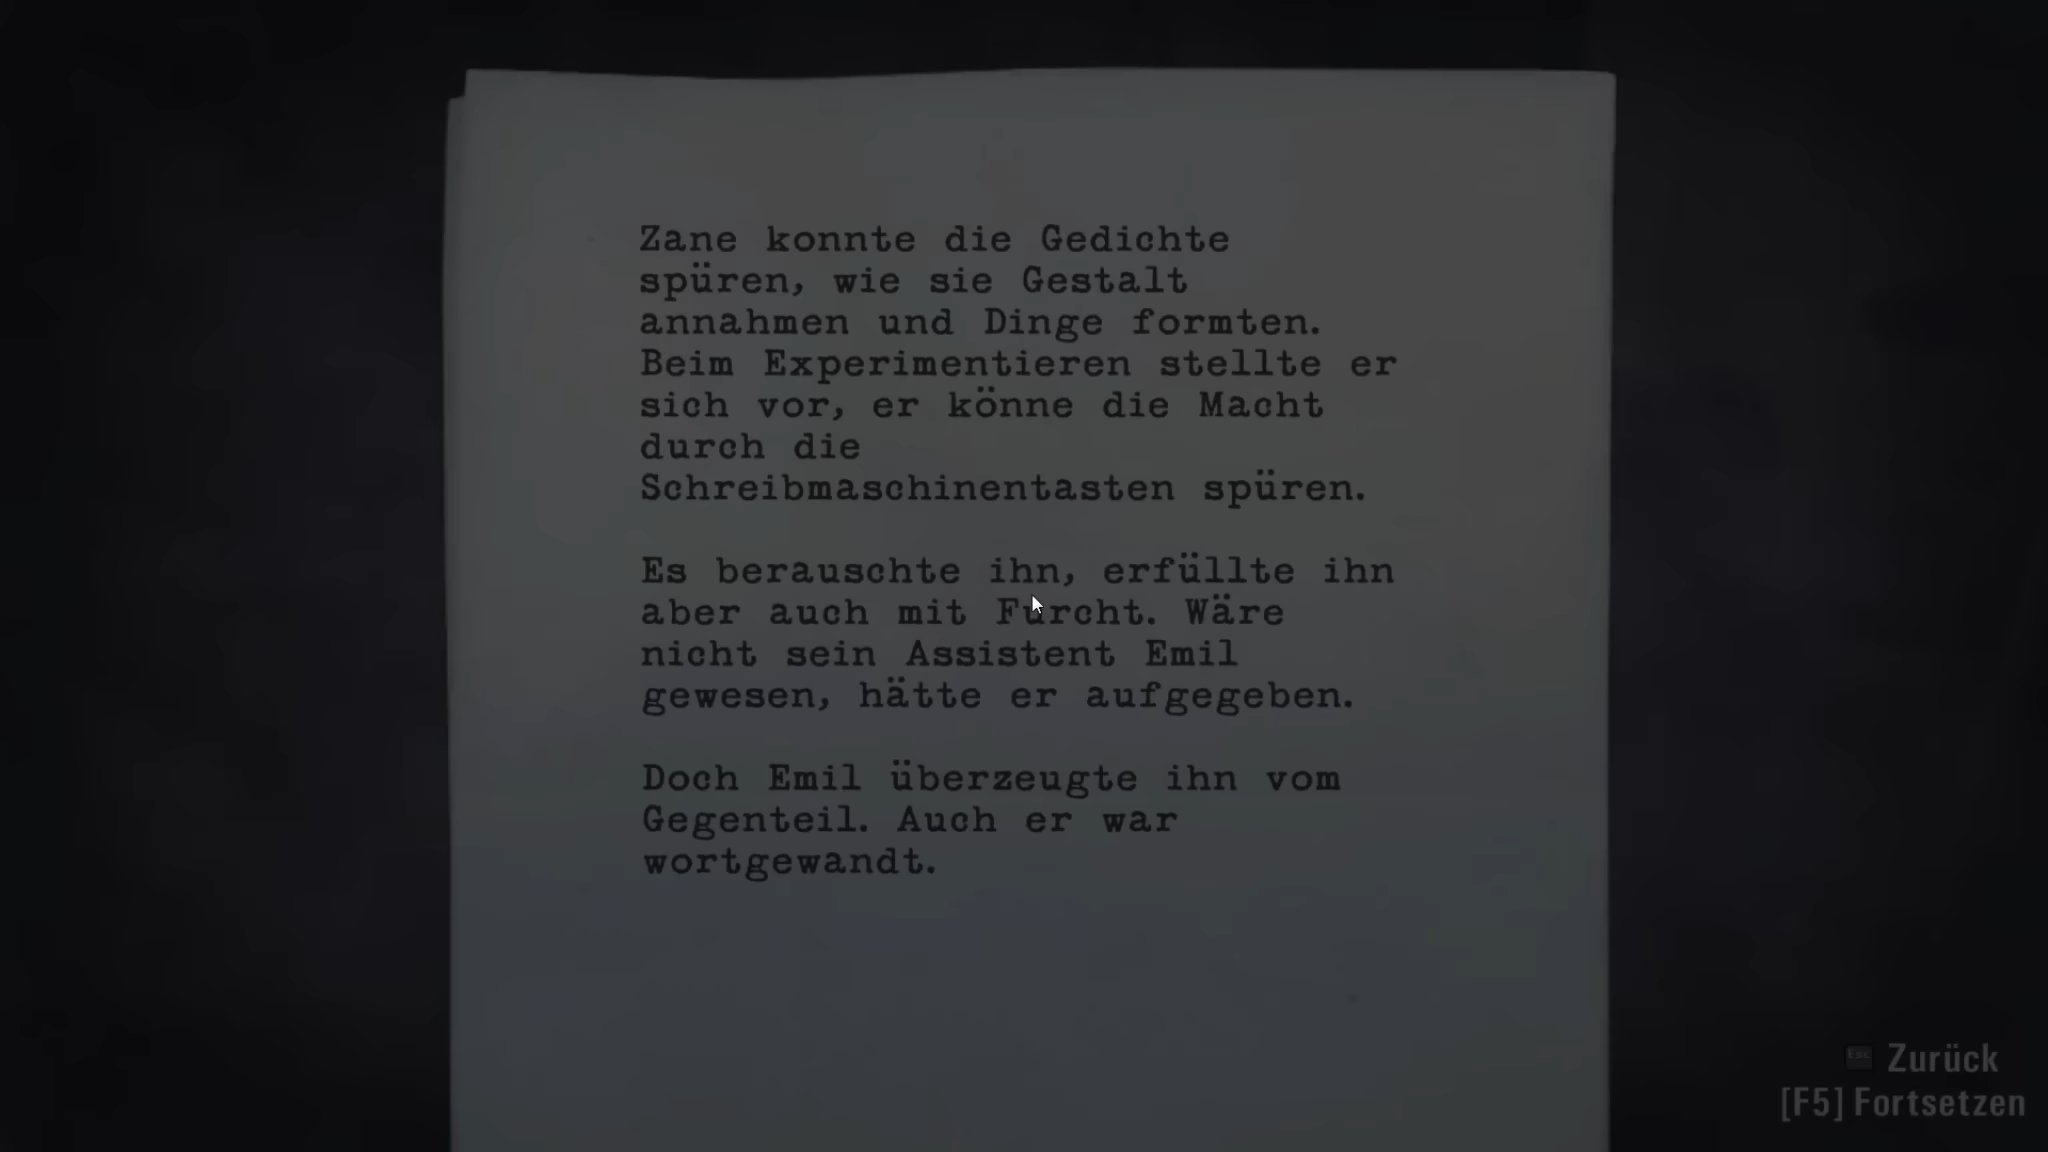 Zane konnte die Gedichte
spüren, wie sie Gestalt
annahmen und Dinge formten.
Beim Experimentieren stellte er
sich vor, er könne die Macht
durch die
Schreibmaschinentasten spüren.
Es berauschte ihn, erfüllte ihn
aber auch mit Furcht. Wäre
nicht sein Assistent Emil
gewesen, hätte er aufgegeben.
Doch Emil überzeugte ihn vom
Gegenteil. Auch er war
wortgewandt.
Esc Zurück
[F5] Fortsetzen